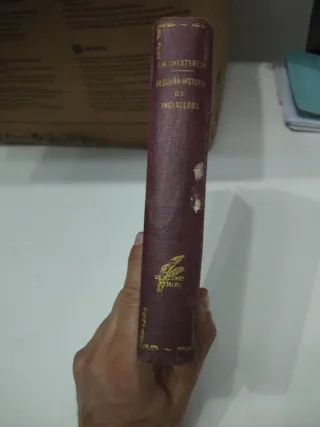 G.K. CHESTERTON
PEQUEÑA HISTORIA
DE
INGLATERRA